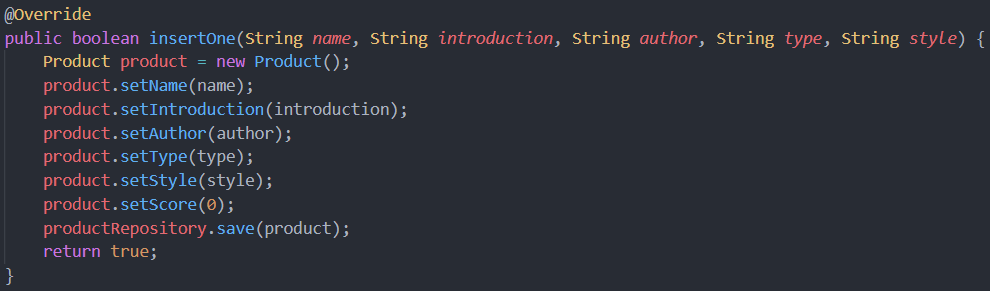 @Override
public boolean insertOne(String name, String introduction, String author, String type, String style) {
    Product product = new Product();
    product.setName(name);
    product.setIntroduction(introduction);
    product.setAuthor(author);
    product.setType(type);
    product.setStyle(style);
    product.setScore(0);
    productRepository.save(product);
    return true;
}